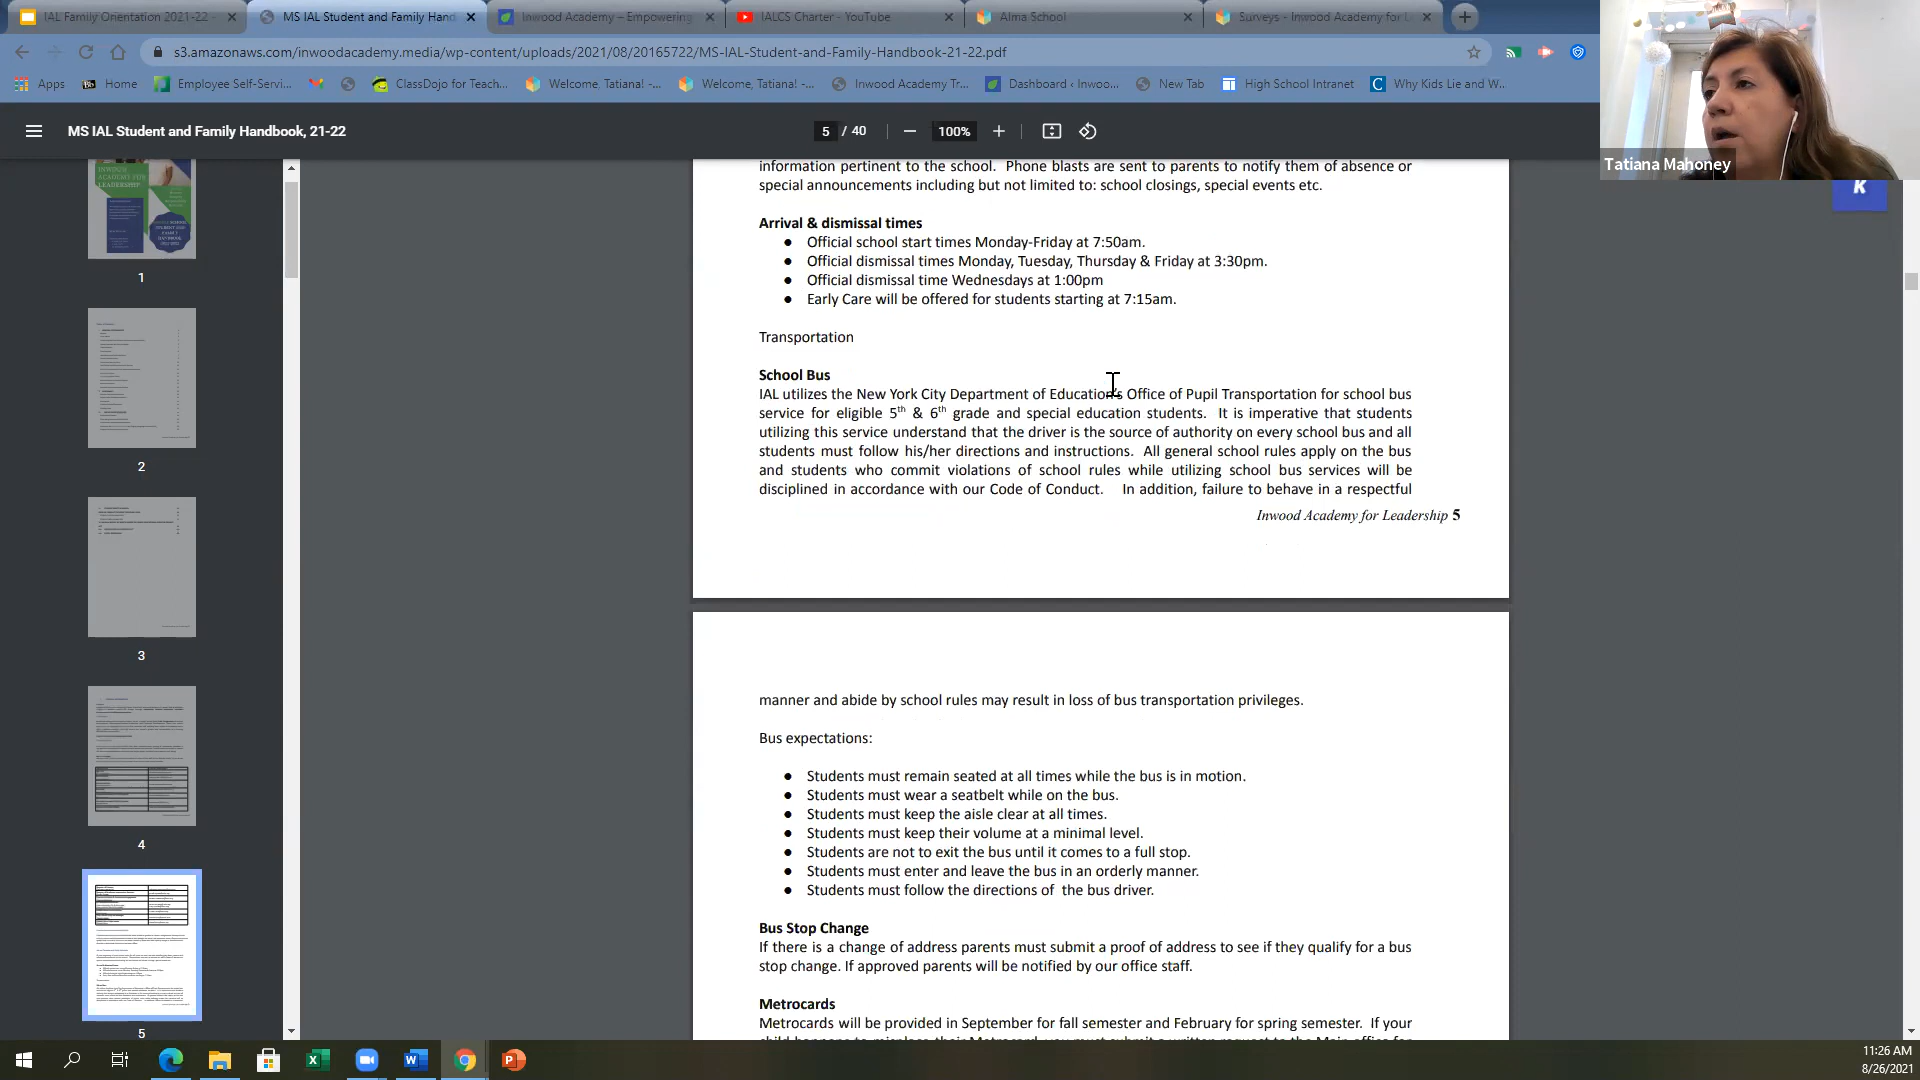 IAL Family Orientation 2021-22 -
MS IAL Student and Family Hand
Inwood Academy – Empowering
IALCS Charter - YouTube
Alma School
Surveys - Inwood Academy for L
s3.amazonaws.com/inwoodacademy.media/wp-content/uploads/2021/08/20165722/MS-IAL-Student-and-Family-Handbook-21-22.pdf
Apps
Home
Employee Self-Servi...
ClassDojo for Teach...
Welcome, Tatiana! -...
Welcome, Tatiana! -...
Inwood Academy Tr...
Dashboard ‹ Inwoo...
New Tab
High School Intranet
Why Kids Lie and W...
MS IAL Student and Family Handbook, 21-22
5 / 40
100%
Tatiana Mahoney
K
INWOOD
ACADEMY FOR
LEADERSHIP
1
2
3
4
5
information pertinent to the school. Phone blasts are sent to parents to notify them of absence or
special announcements including but not limited to: school closings, special events etc.
Arrival & dismissal times
● Official school start times Monday-Friday at 7:50am.
● Official dismissal times Monday, Tuesday, Thursday & Friday at 3:30pm.
● Official dismissal time Wednesdays at 1:00pm
● Early Care will be offered for students starting at 7:15am.
Transportation
School Bus
IAL utilizes the New York City Department of Education's Office of Pupil Transportation for school bus
service for eligible 5th & 6th grade and special education students. It is imperative that students
utilizing this service understand that the driver is the source of authority on every school bus and all
students must follow his/her directions and instructions. All general school rules apply on the bus
and students who commit violations of school rules while utilizing school bus services will be
disciplined in accordance with our Code of Conduct. In addition, failure to behave in a respectful
Inwood Academy for Leadership 5
manner and abide by school rules may result in loss of bus transportation privileges.
Bus expectations:
● Students must remain seated at all times while the bus is in motion.
● Students must wear a seatbelt while on the bus.
● Students must keep the aisle clear at all times.
● Students must keep their volume at a minimal level.
● Students are not to exit the bus until it comes to a full stop.
● Students must enter and leave the bus in an orderly manner.
● Students must follow the directions of the bus driver.
Bus Stop Change
If there is a change of address parents must submit a proof of address to see if they qualify for a bus
stop change. If approved parents will be notified by our office staff.
Metrocards
Metrocards will be provided in September for fall semester and February for spring semester. If your
child happens to misplace their Metrocard, you must submit a written request to the Main office for
11:26 AM
8/26/2021